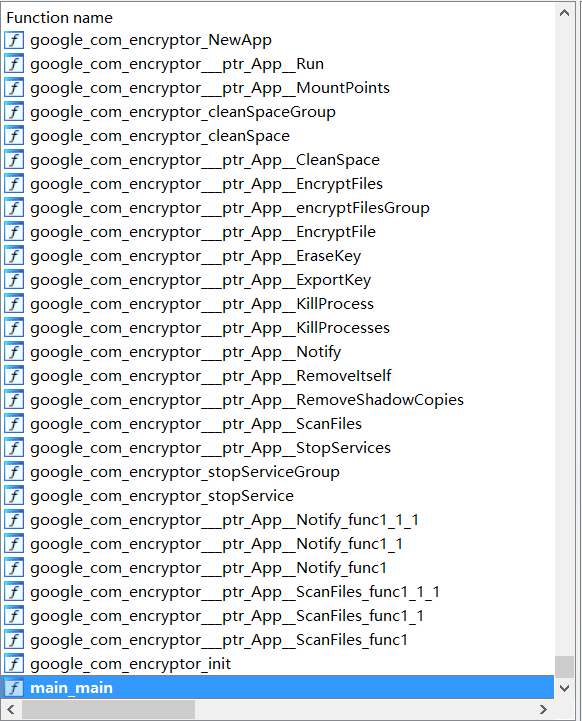 Function name
google_com_encryptor_NewApp
google_com_encryptor___ptr_App__Run
google_com_encryptor___ptr_App__MountPoints
google_com_encryptor_cleanSpaceGroup
google_com_encryptor_cleanSpace
google_com_encryptor___ptr_App__CleanSpace
google_com_encryptor___ptr_App__EncryptFiles
google_com_encryptor___ptr_App__encryptFilesGroup
google_com_encryptor___ptr_App__EncryptFile
google_com_encryptor___ptr_App__EraseKey
google_com_encryptor___ptr_App__ExportKey
google_com_encryptor___ptr_App__KillProcess
google_com_encryptor___ptr_App__KillProcesses
google_com_encryptor___ptr_App__Notify
google_com_encryptor___ptr_App__RemoveItself
google_com_encryptor___ptr_App__RemoveShadowCopies
google_com_encryptor___ptr_App__ScanFiles
google_com_encryptor___ptr_App__StopServices
google_com_encryptor_stopServiceGroup
google_com_encryptor_stopService
google_com_encryptor___ptr_App__Notify_func1_1_1
google_com_encryptor___ptr_App__Notify_func1_1
google_com_encryptor___ptr_App__Notify_func1
google_com_encryptor___ptr_App__ScanFiles_func1_1_1
google_com_encryptor___ptr_App__ScanFiles_func1_1
google_com_encryptor___ptr_App__ScanFiles_func1
google_com_encryptor_init
main_main